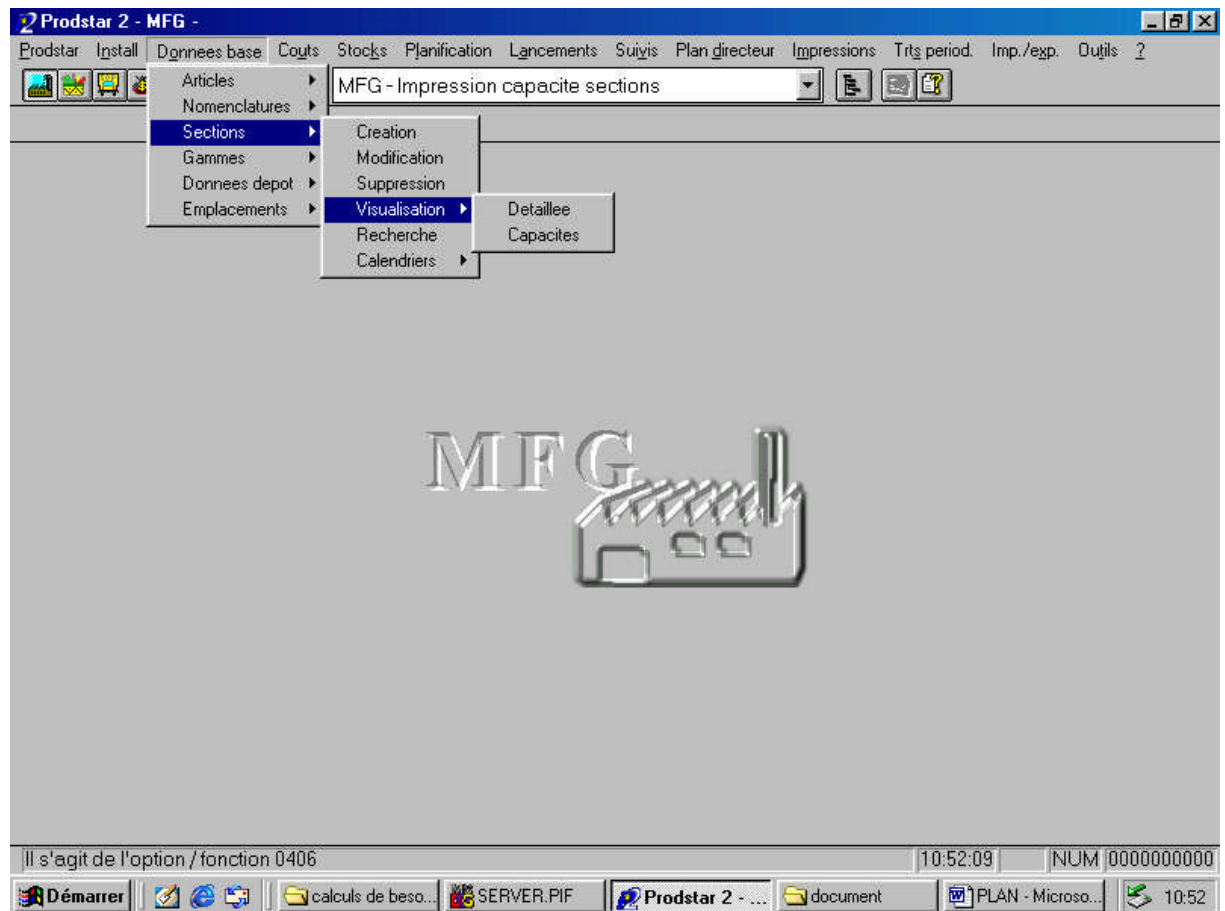 Prodstar 2 - MFG -
Prodstar Install Donnees base Couts Stocks Planification Lancements Suivis Plan directeur Impressions Trts period. Imp./exp. Outils ?
MFG - Impression capacite sections
Articles
Nomenclatures
Sections
Gammes
Donnees depot
Emplacements
Creation
Modification
Suppression
Visualisation
Recherche
Calendriers
Detaillee
Capacites
MFG
Il s'agit de l'option / fonction 0406 10:52:09 NUM 0000000000
Démarrer calculs de beso... SERVER.PIF Prodstar 2 - ... document PLAN - Microso... 10:52